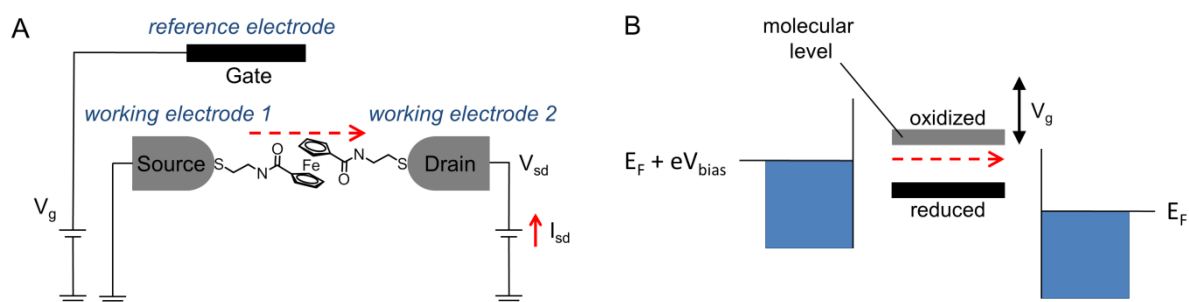 A
reference electrode
Gate
working electrode 1
working electrode 2
Source
S
N
O
Fe
O
N
S
Drain
V_sd
V_g
I_sd
B
molecular
level
oxidized
V_g
E_F + eV_bias
reduced
E_F